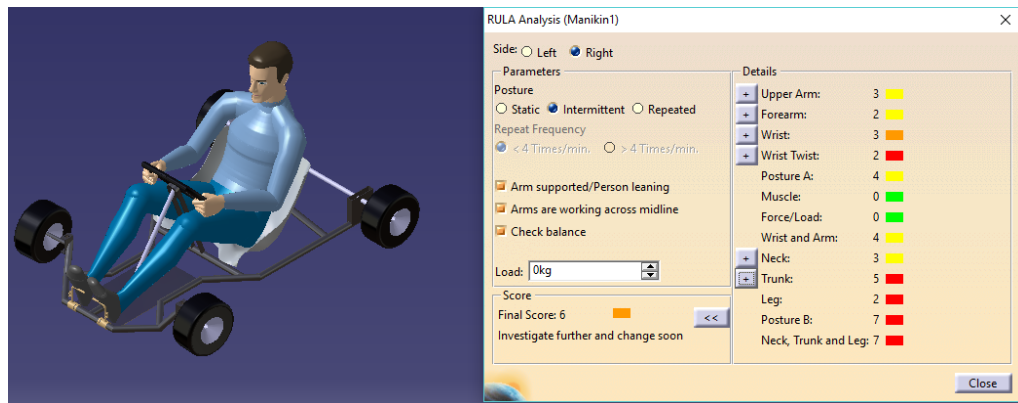 RULA Analysis (Manikin1)
Side: Left Right
Parameters
Posture
Static Intermittent Repeated
Repeat Frequency
< 4 Times/min. > 4 Times/min.
Arm supported/Person leaning
Arms are working across midline
Check balance
Load: 0kg
Score
Final Score: 6 <<
Investigate further and change soon
Details
+ Upper Arm: 3
+ Forearm: 2
+ Wrist: 3
+ Wrist Twist: 2
Posture A: 4
Muscle: 0
Force/Load: 0
Wrist and Arm: 4
+ Neck: 3
+ Trunk: 5
Leg: 2
Posture B: 7
Neck, Trunk and Leg: 7
Close